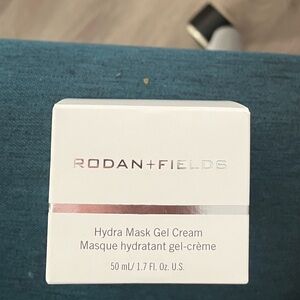 RODAN+FIELDS
Hydra Mask Gel Cream
Masque hydratant gel-crème
50 mL/ 1.7 Fl. Oz. U.S.